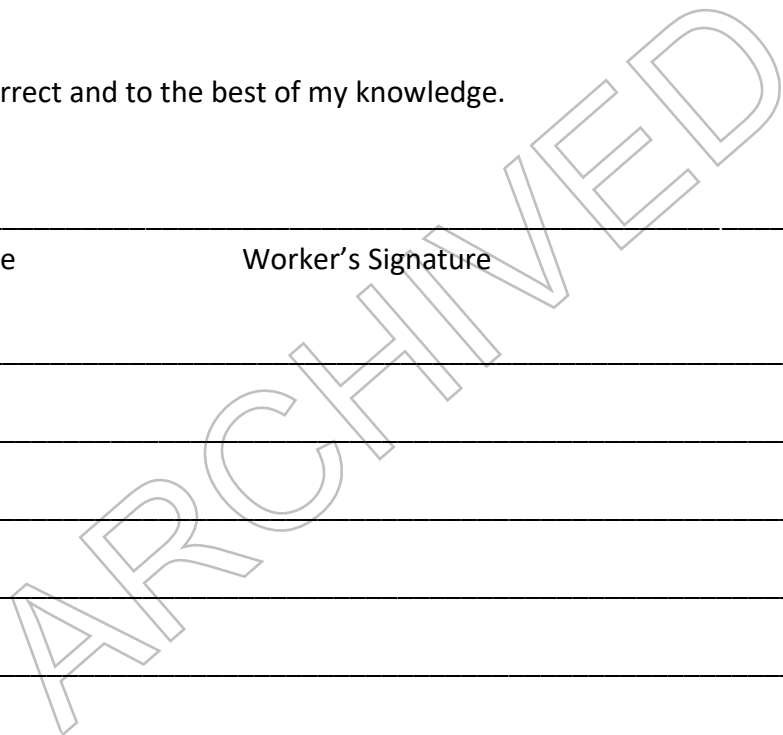 rrect and to the best of my knowledge.
e Worker’s Signature
ARCHIVED